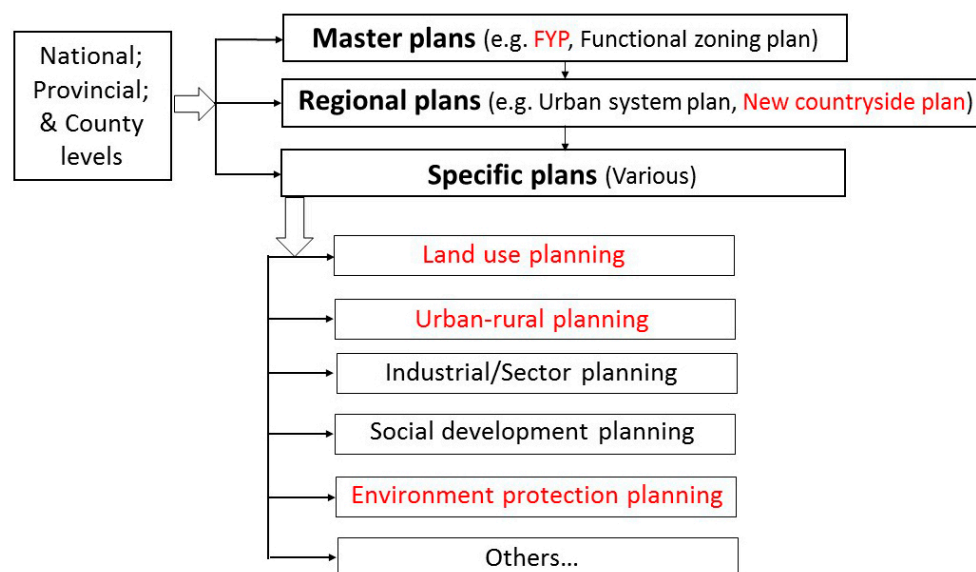 National;
Provincial;
& County
levels
Master plans (e.g. FYP, Functional zoning plan)
Regional plans (e.g. Urban system plan, New countryside plan)
Specific plans (Various)
Land use planning
Urban-rural planning
Industrial/Sector planning
Social development planning
Environment protection planning
Others...